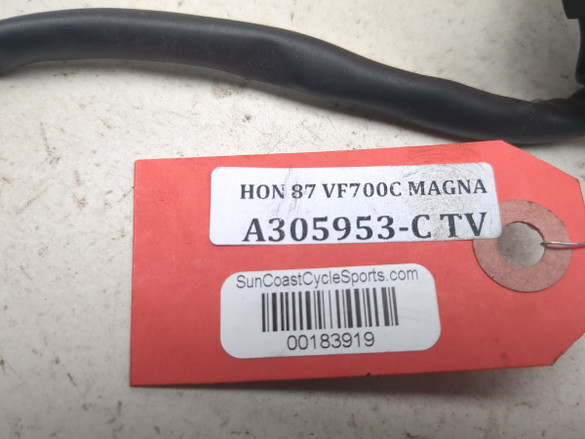 HON 87 VF700C MAGNA
A305953-C TV
SunCoastCycleSports.com
00183919